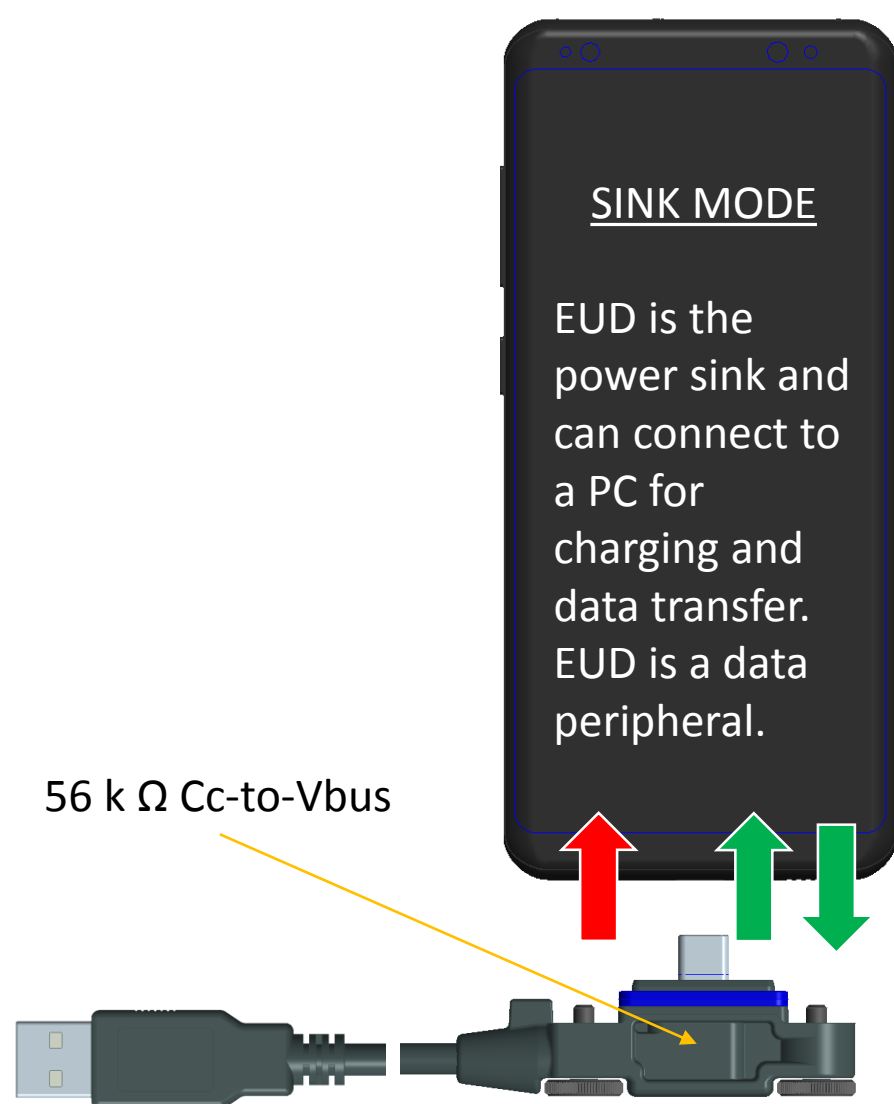 SINK MODE
EUD is the
power sink and
can connect to
a PC for
charging and
data transfer.
EUD is a data
peripheral.
56 k Ω Cc-to-Vbus